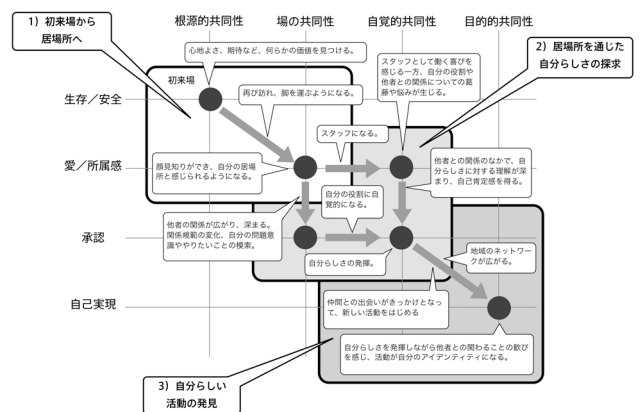 根源的共同性
場の共同性
自覚的共同性
目的的共同性
1）初来場から
居場所へ
心地よさ、期待など、何らかの価値を見つける。
2）居場所を通じた
自分らしさの探求
初来場
スタッフとして働く喜びを
感じる一方、自分の役割や
他者との関係についての葛
藤や悩みが生じる。
生存／安全
再び訪れ、脚を運ぶようになる。
スタッフになる。
愛／所属感
顔見知りができ、自分の居場
所と感じられるようになる。
他者との関係のなかで、自
分らしさに対する理解が深
まり、自己肯定感を得る。
自分の役割に自
覚的になる。
他者の関係が広がり、深まる。
関係規範の変化、自分の問題意
識ややりたいことの模索。
承認
自分らしさの発揮。
地域のネットワー
クが広がる。
自己実現
仲間との出会いがきっかけとなっ
て、新しい活動をはじめる
自分らしさを発揮しながら他者との関わることの歓び
を感じ、活動が自分のアイデンティティになる。
3）自分らしい
活動の発見